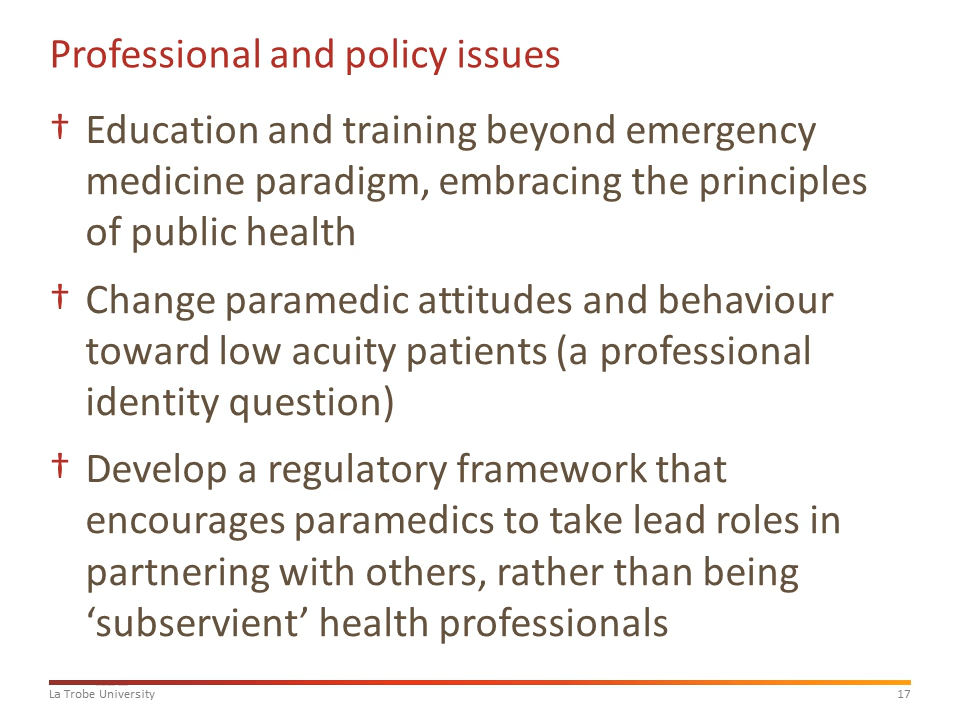 Professional and policy issues
† Education and training beyond emergency
medicine paradigm, embracing the principles
of public health
† Change paramedic attitudes and behaviour
toward low acuity patients (a professional
identity question)
† Develop a regulatory framework that
encourages paramedics to take lead roles in
partnering with others, rather than being
‘subservient’ health professionals
La Trobe University 17